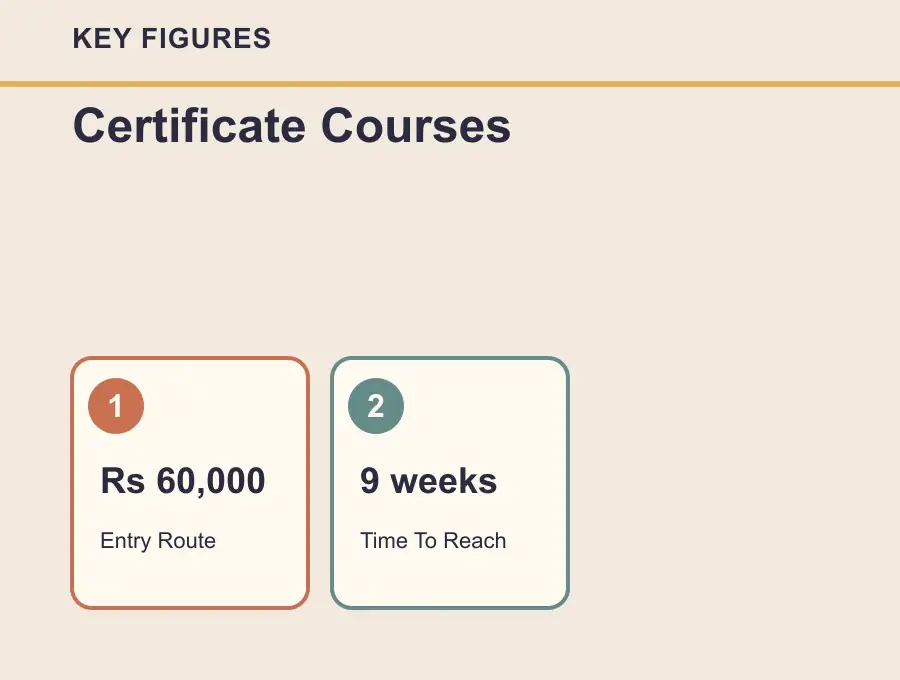 KEY FIGURES
Certificate Courses
1
Rs 60,000
Entry Route
2
9 weeks
Time To Reach